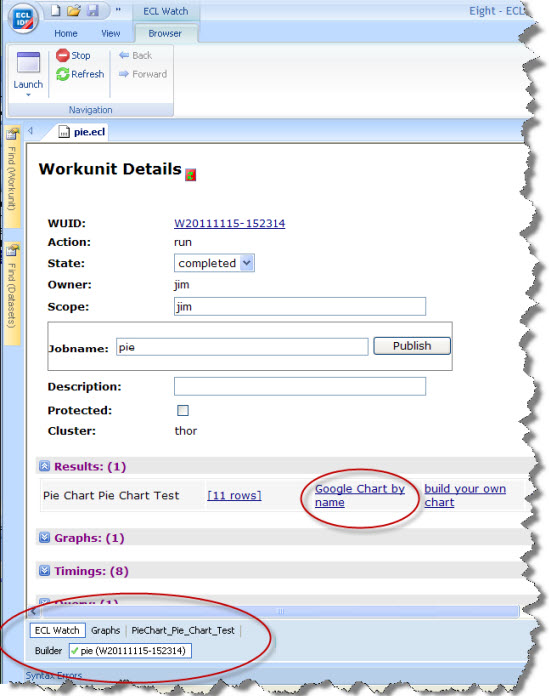 ECL IDE
ECL Watch
Eight - ECL
Home View Browser
Launch
Stop
Refresh
Back
Forward
Navigation
Find (Workunit)
Find (Datasets)
pie.ecl
Workunit Details
WUID: W20111115-152314
Action: run
State: completed
Owner: jim
Scope: jim
Jobname: pie Publish
Description:
Protected:
Cluster: thor
Results: (1)
Pie Chart Pie Chart Test [11 rows] Google Chart by name build your own chart
Graphs: (1)
Timings: (8)
Query: (1)
ECL Watch Graphs PieChart_Pie_Chart_Test
Builder pie (W20111115-152314)
Syntax Errors